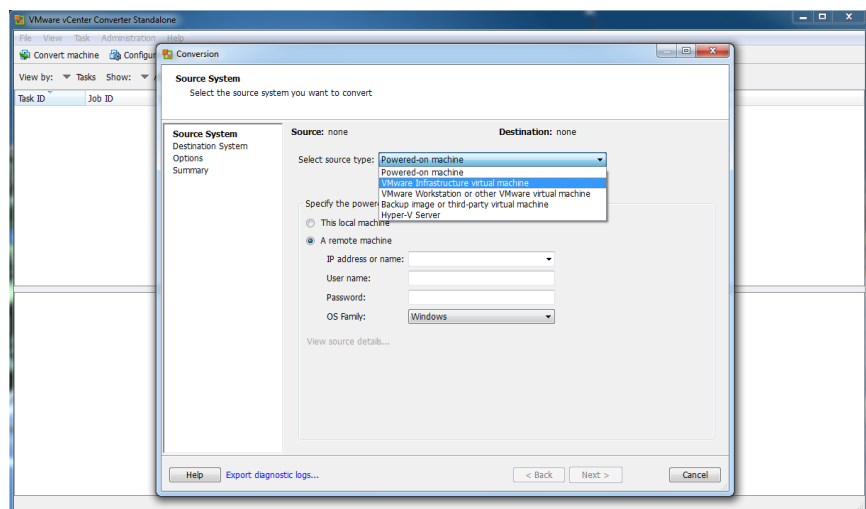 VMware vCenter Converter Standalone
File View Task Administration Help
Convert machine Configur
View by: Tasks Show:
Task ID Job ID
Conversion
Source System
Select the source system you want to convert
Source System
Destination System
Options
Summary
Source: none Destination: none
Select source type: Powered-on machine
Powered-on machine
VMware Infrastructure virtual machine
VMware Workstation or other VMware virtual machine
Backup image or third-party virtual machine
Hyper-V Server
Specify the power
This local machine
A remote machine
IP address or name:
User name:
Password:
OS Family: Windows
View source details...
Help Export diagnostic logs... < Back Next > Cancel